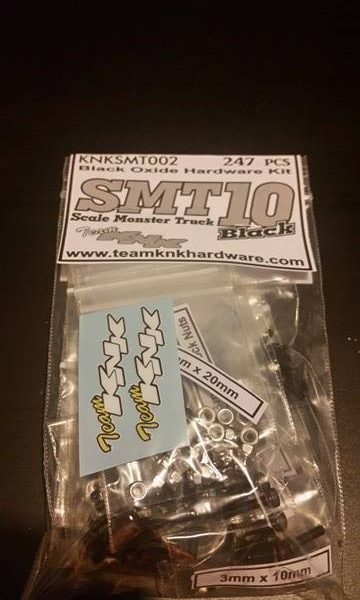 KNKSMT002 247 PCS
Black Oxide Hardware Kit
SMT10
Scale Monster Truck
Team KNK Black
www.teamknkhardware.com
Nuts
x 20mm
Team KNK
Team KNK
3mm x 10mm